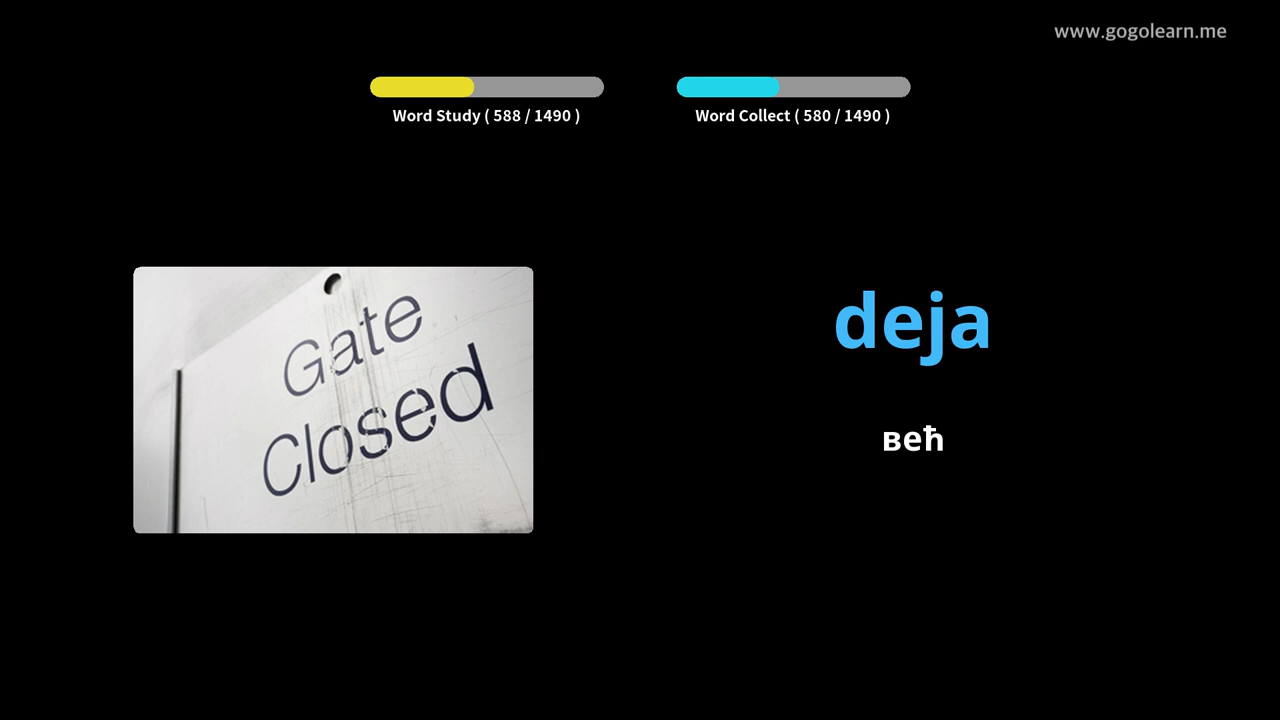 www.gogolearn.me
Word Study ( 588 / 1490 )
Word Collect ( 580 / 1490 )
Gate
Closed
deja
већ